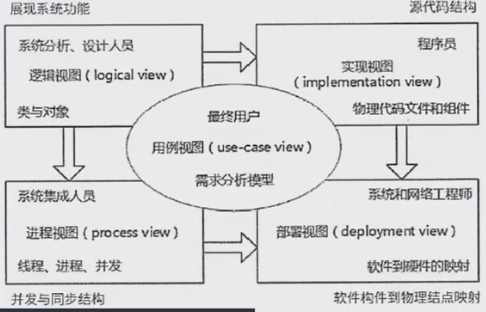 展现系统功能
源代码结构
系统分析、设计人员
逻辑视图（logical view）
类与对象
程序员
实现视图
（implementation view）
物理代码文件和组件
最终用户
用例视图（use-case view）
需求分析模型
系统集成人员
进程视图（process view）
线程、进程、并发
系统和网络工程师
部署视图（deployment view）
软件到硬件的映射
并发与同步结构
软件构件到物理结点映射